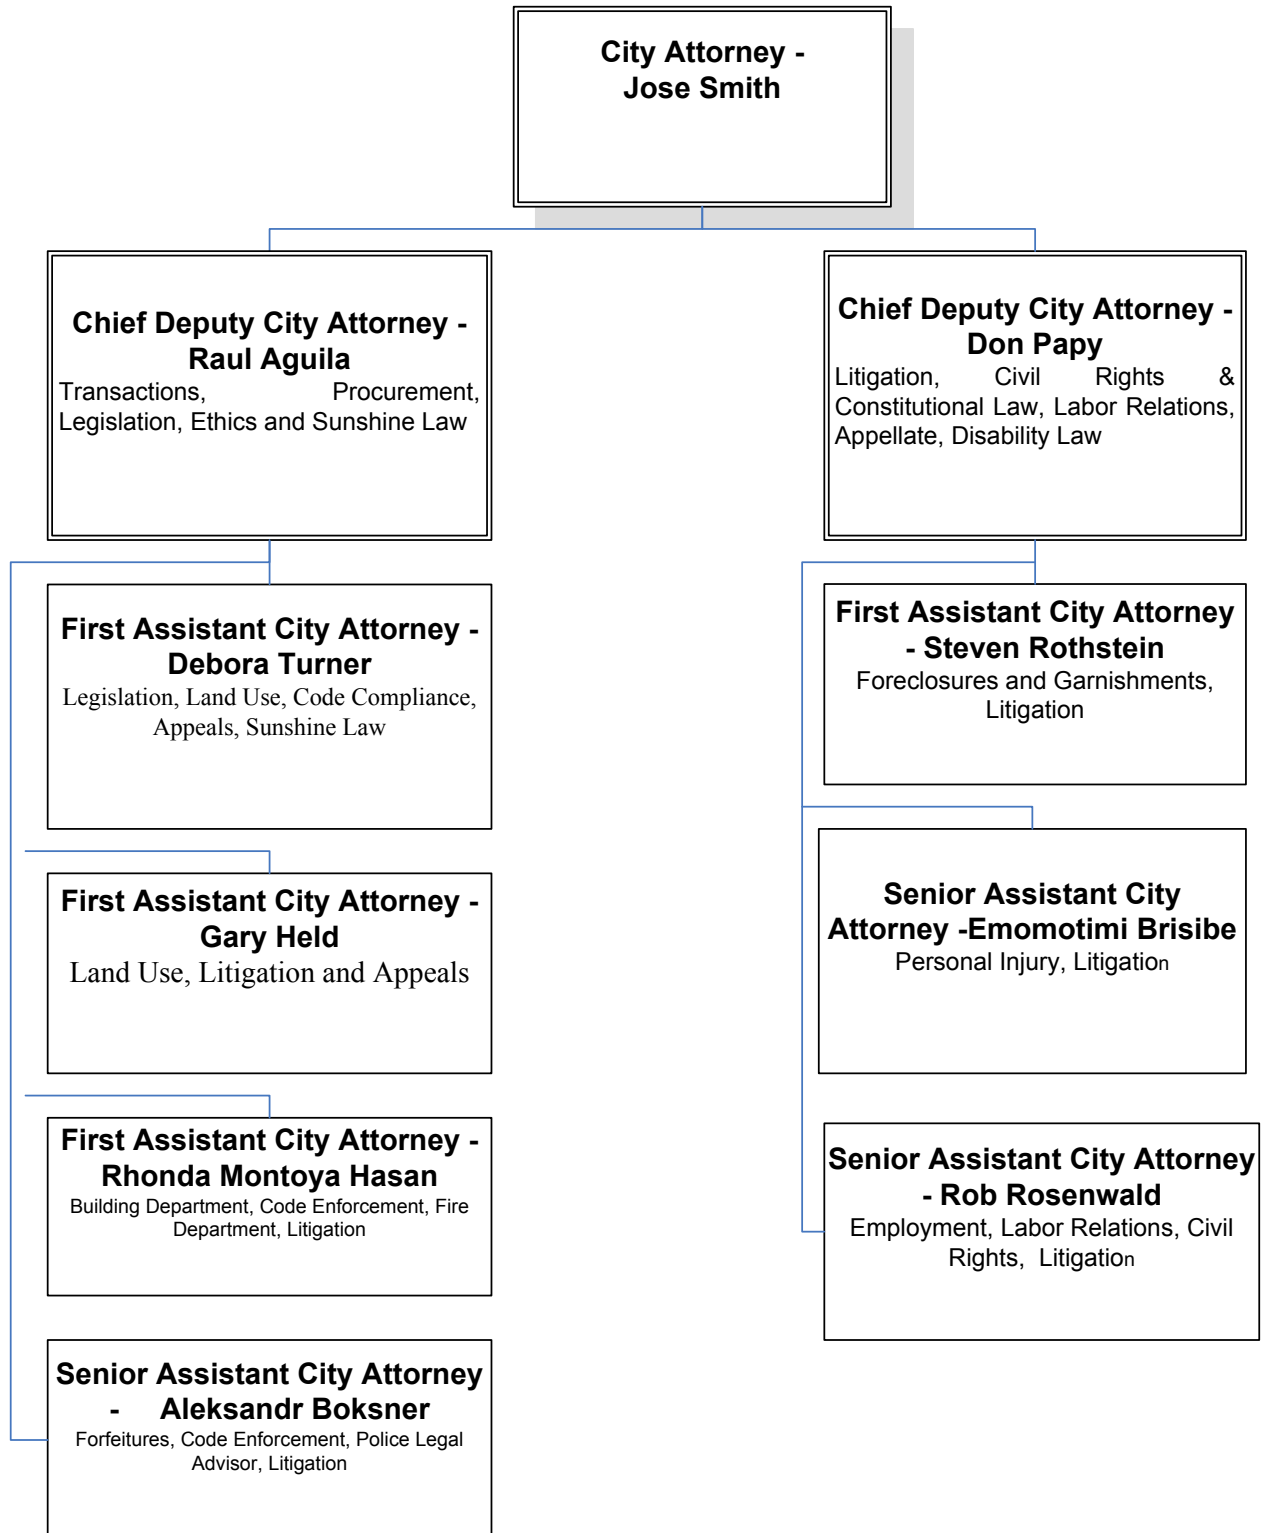 City Attorney -
Jose Smith
Chief Deputy City Attorney -
Raul Aguila
Transactions, Procurement,
Legislation, Ethics and Sunshine Law
Chief Deputy City Attorney -
Don Papy
Litigation, Civil Rights &
Constitutional Law, Labor Relations,
Appellate, Disability Law
First Assistant City Attorney -
Debora Turner
Legislation, Land Use, Code Compliance,
Appeals, Sunshine Law
First Assistant City Attorney
- Steven Rothstein
Foreclosures and Garnishments,
Litigation
First Assistant City Attorney -
Gary Held
Land Use, Litigation and Appeals
Senior Assistant City
Attorney -Emomotimi Brisibe
Personal Injury, Litigation
First Assistant City Attorney -
Rhonda Montoya Hasan
Building Department, Code Enforcement, Fire
Department, Litigation
Senior Assistant City Attorney
- Rob Rosenwald
Employment, Labor Relations, Civil
Rights, Litigation
Senior Assistant City Attorney
- Aleksandr Boksner
Forfeitures, Code Enforcement, Police Legal
Advisor, Litigation